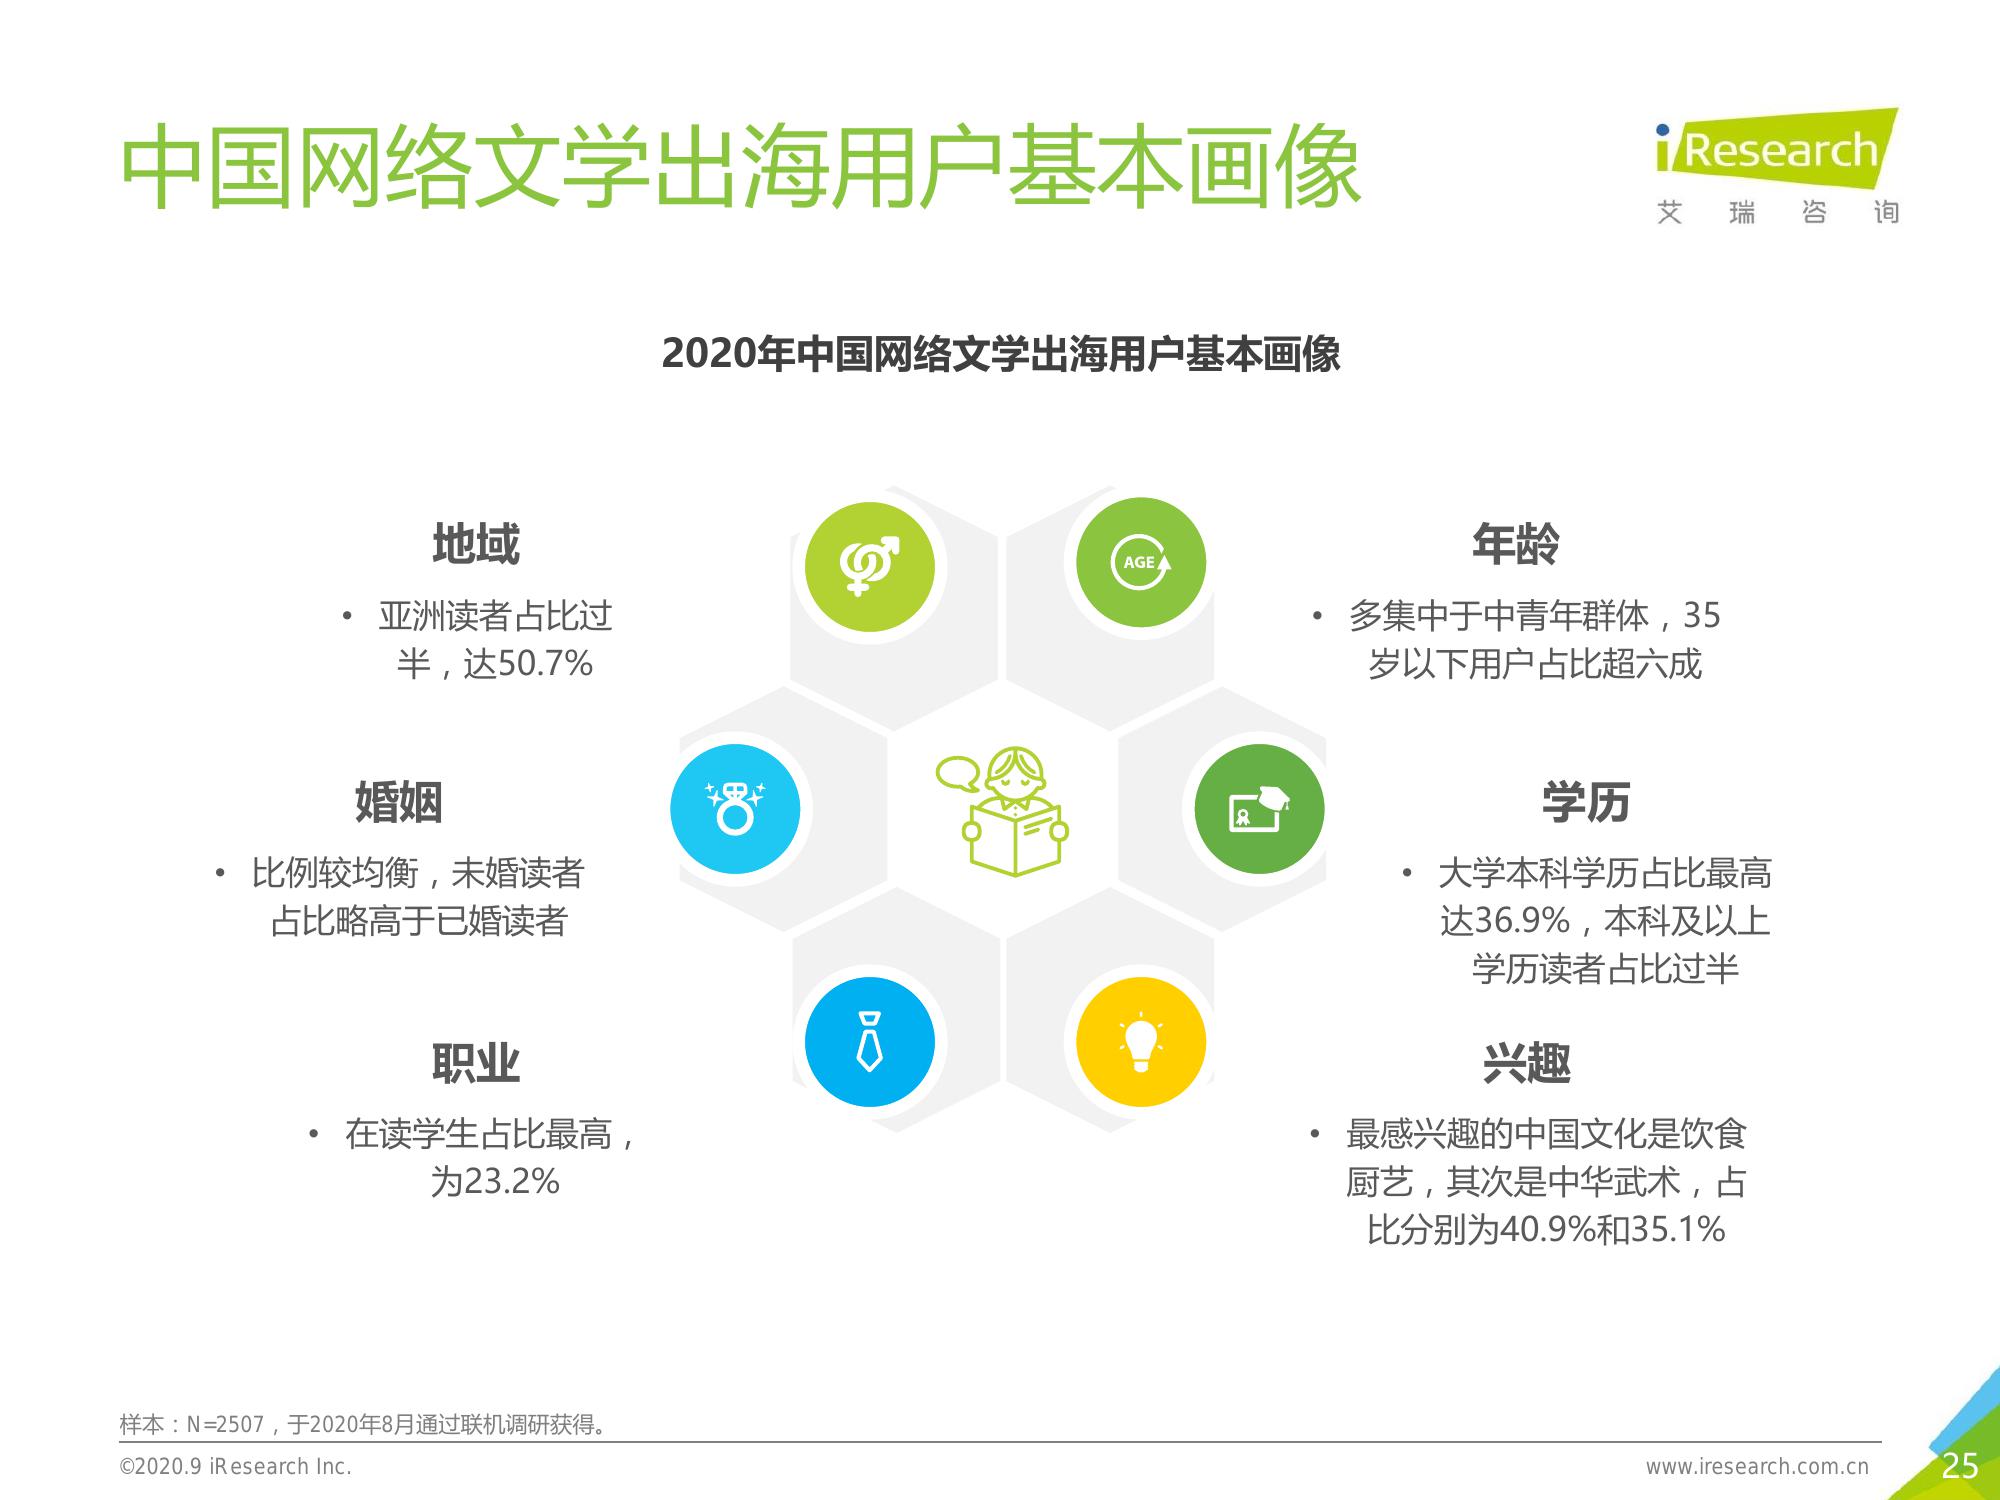 中国网络文学出海用户基本画像
iResearch
艾瑞咨询
2020年中国网络文学出海用户基本画像
地域
• 亚洲读者占比过
半，达50.7%
婚姻
• 比例较均衡，未婚读者
占比略高于已婚读者
职业
• 在读学生占比最高，
为23.2%
AGE
年龄
• 多集中于中青年群体，35
岁以下用户占比超六成
学历
• 大学本科学历占比最高
达36.9%，本科及以上
学历读者占比过半
兴趣
• 最感兴趣的中国文化是饮食
厨艺，其次是中华武术，占
比分别为40.9%和35.1%
样本：N=2507，于2020年8月通过联机调研获得。
©2020.9 iResearch Inc.
www.iresearch.com.cn
25